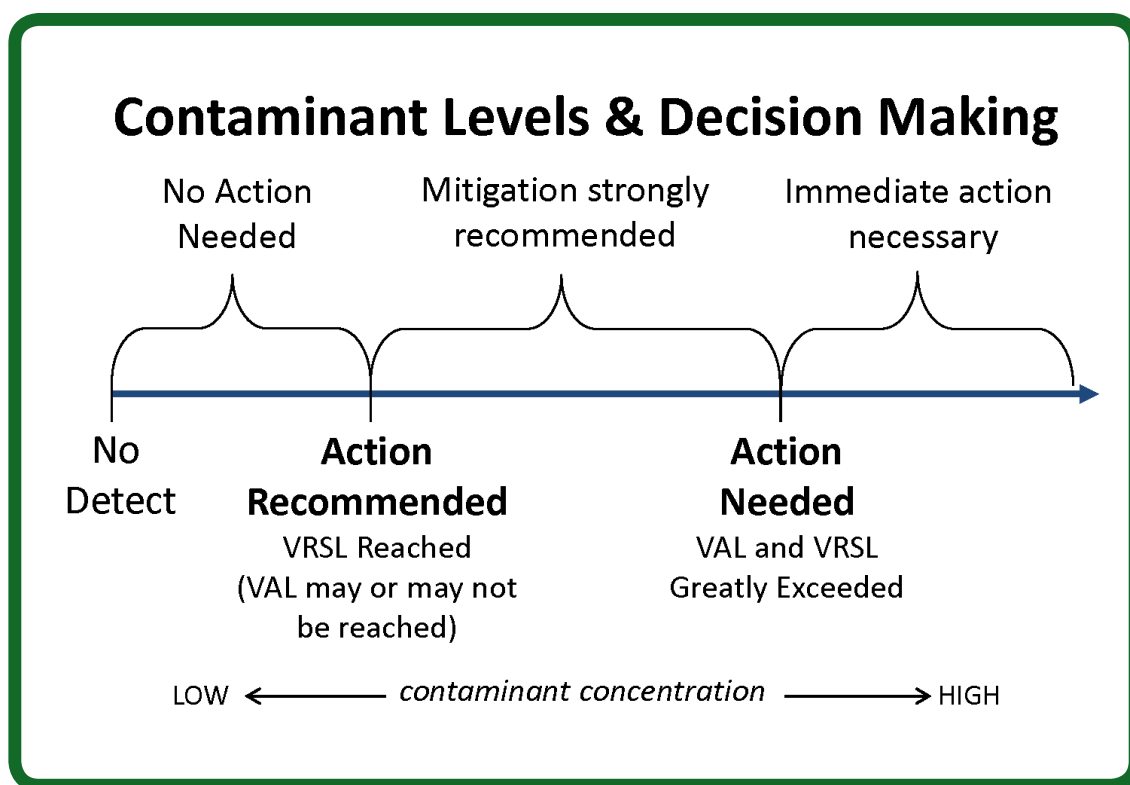 Contaminant Levels & Decision Making
No Action
Needed
Mitigation strongly
recommended
Immediate action
necessary
No
Detect
Action
Recommended
VRSL Reached
(VAL may or may not
be reached)
Action
Needed
VAL and VRSL
Greatly Exceeded
LOW contaminant concentration HIGH